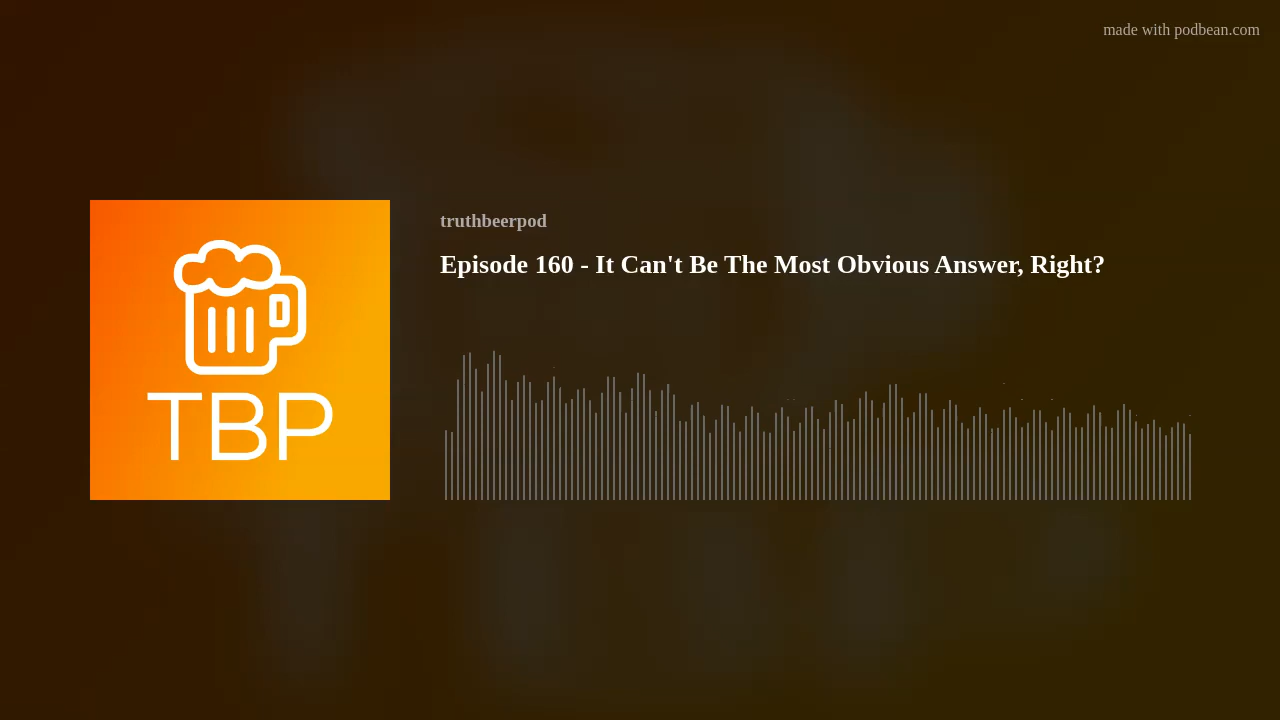 made with podbean.com
truthbeerpod
Episode 160 - It Can't Be The Most Obvious Answer, Right?
TBP